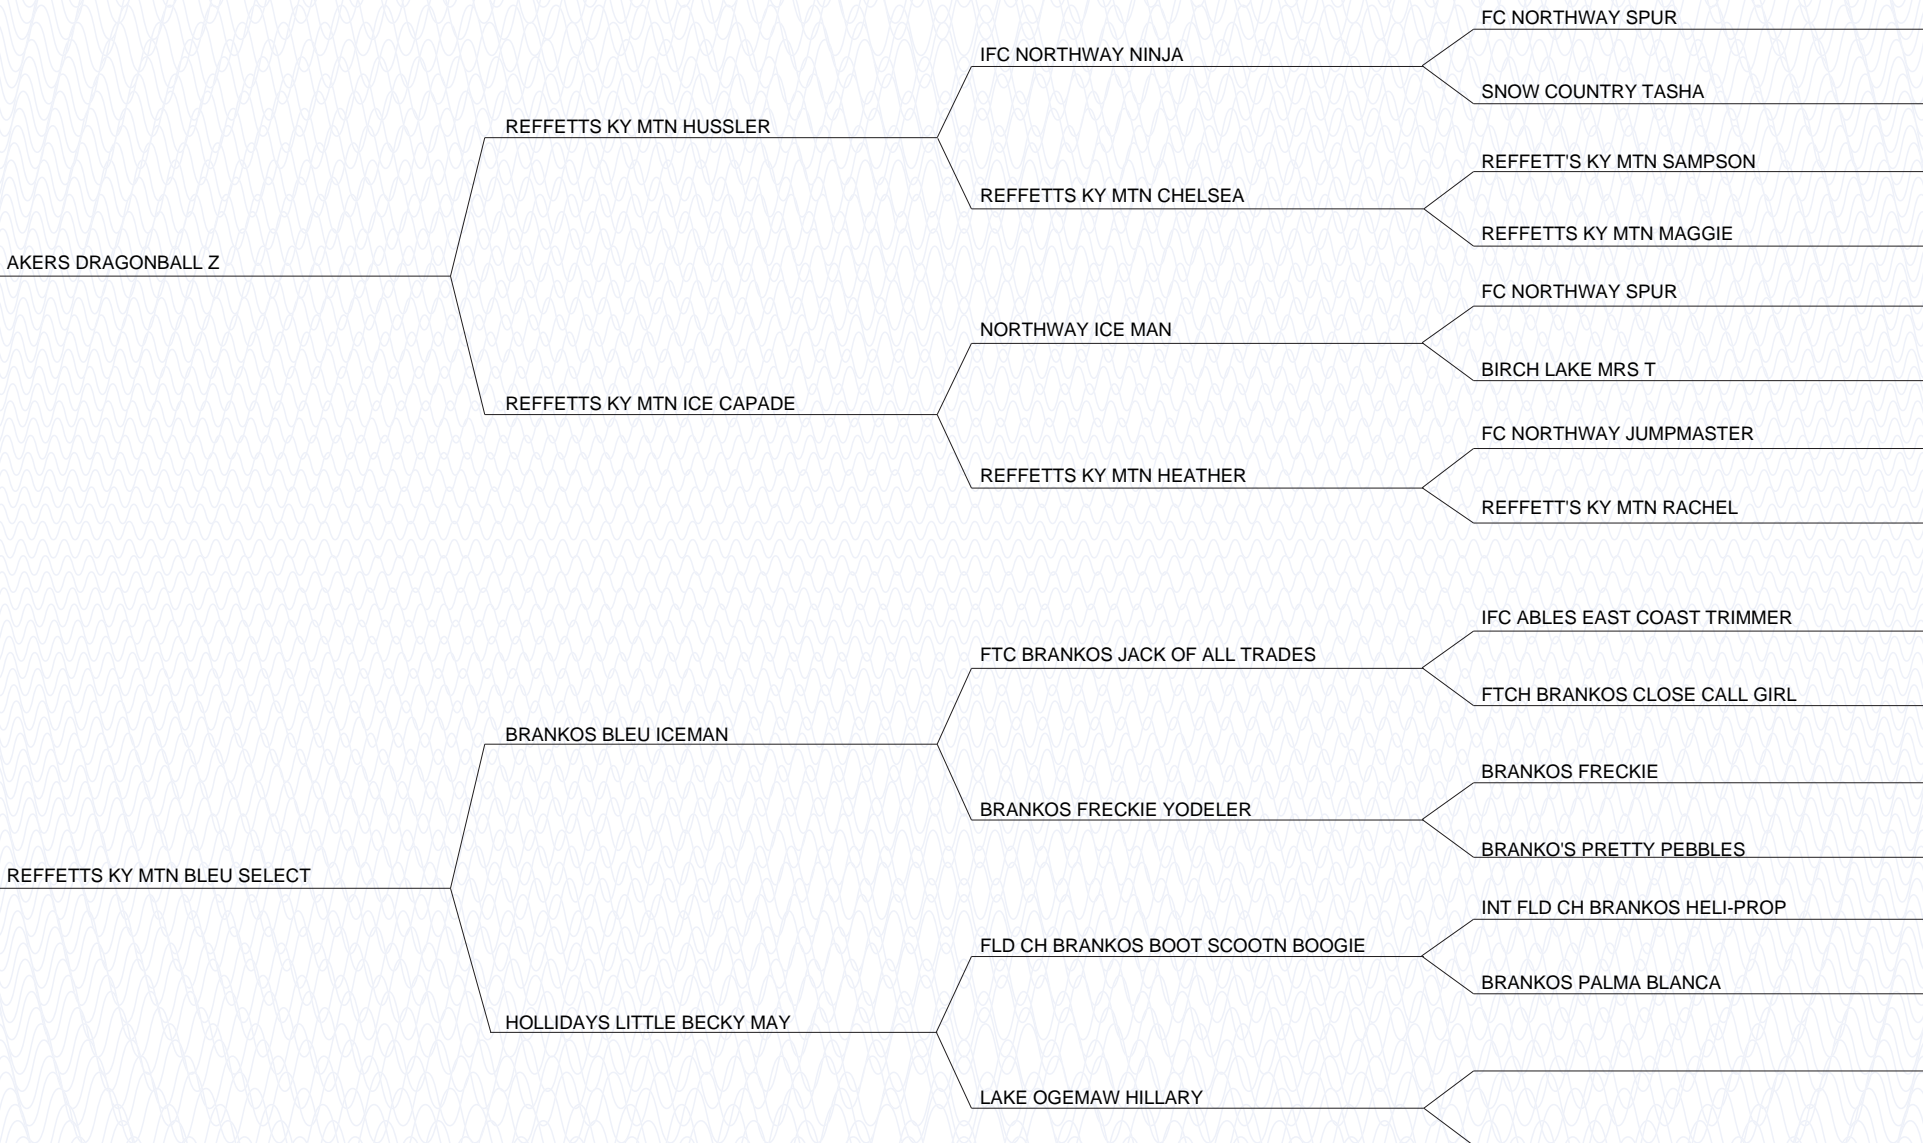 FC NORTHWAY SPUR
IFC NORTHWAY NINJA
SNOW COUNTRY TASHA
REFFETTS KY MTN HUSSLER
REFFETT'S KY MTN SAMPSON
REFFETTS KY MTN CHELSEA
REFFETTS KY MTN MAGGIE
AKERS DRAGONBALL Z
FC NORTHWAY SPUR
NORTHWAY ICE MAN
BIRCH LAKE MRS T
REFFETTS KY MTN ICE CAPADE
FC NORTHWAY JUMPMASTER
REFFETTS KY MTN HEATHER
REFFETT'S KY MTN RACHEL
IFC ABLES EAST COAST TRIMMER
FTC BRANKOS JACK OF ALL TRADES
FTCH BRANKOS CLOSE CALL GIRL
BRANKOS BLEU ICEMAN
BRANKOS FRECKIE
BRANKOS FRECKIE YODELER
BRANKO'S PRETTY PEBBLES
REFFETTS KY MTN BLEU SELECT
INT FLD CH BRANKOS HELI-PROP
FLD CH BRANKOS BOOT SCOOTN BOOGIE
BRANKOS PALMA BLANCA
HOLLIDAYS LITTLE BECKY MAY
LAKE OGEMAW HILLARY